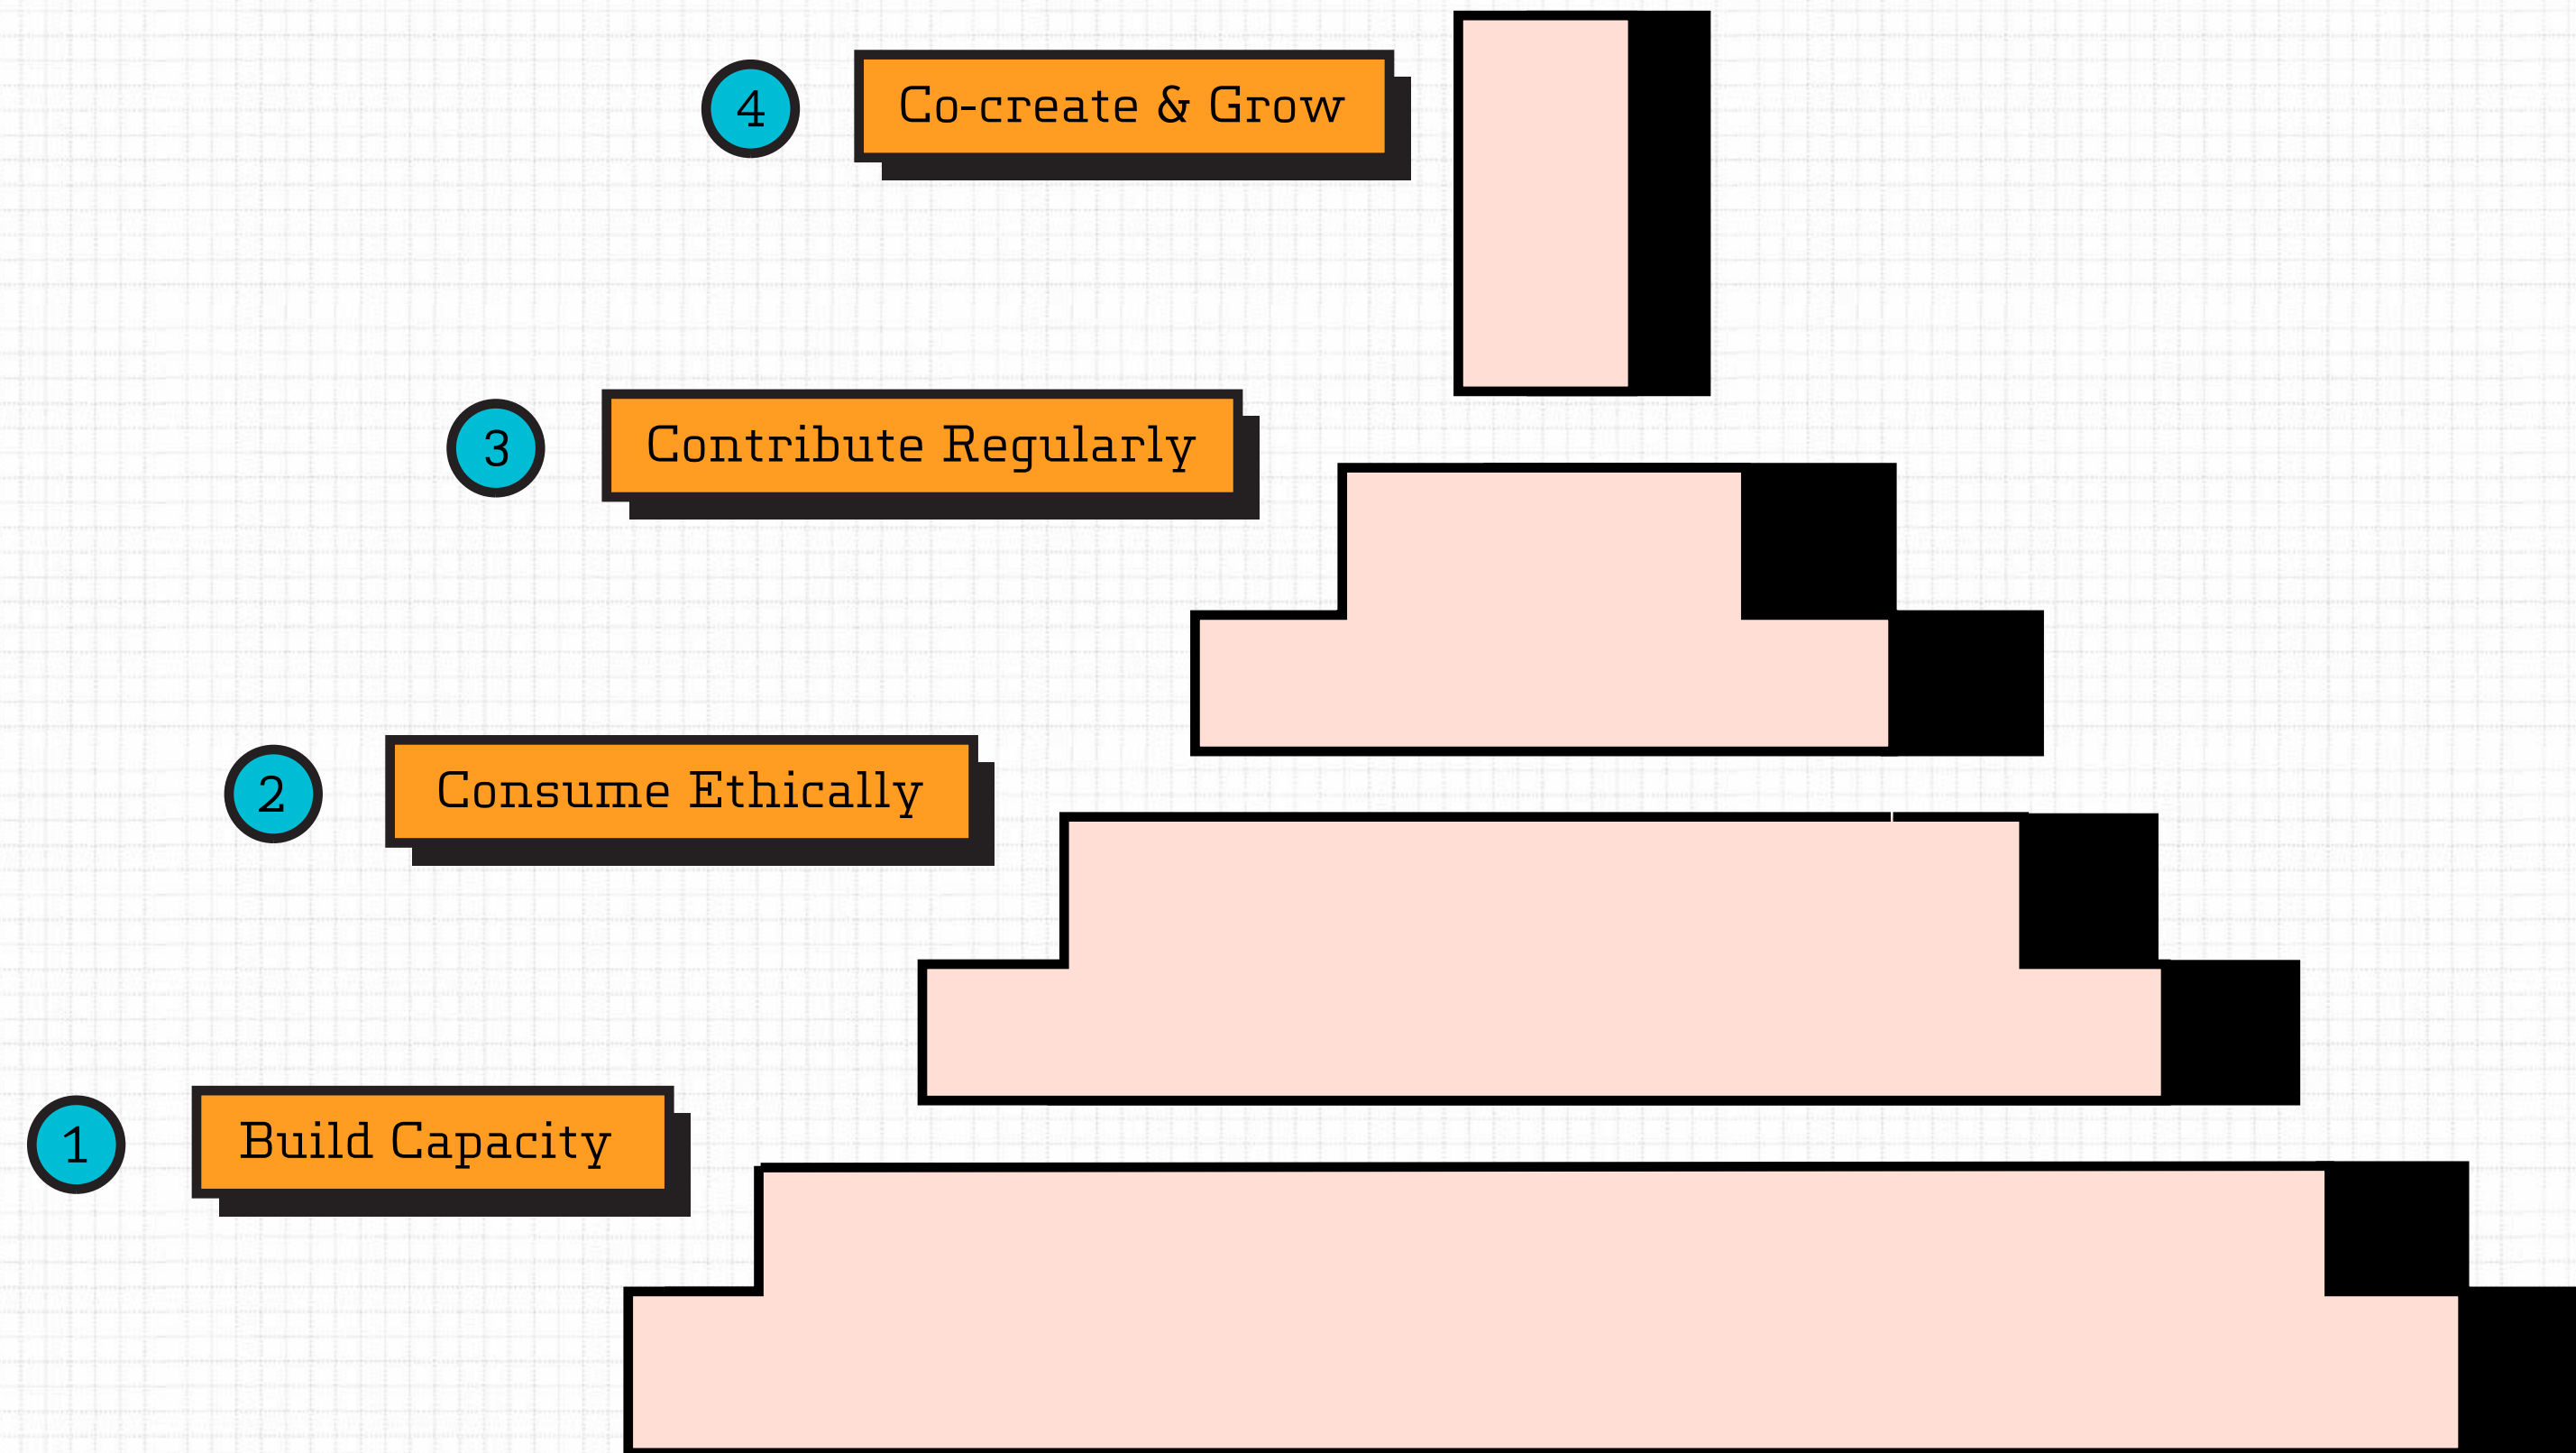 4
Co-create & Grow
3
Contribute Regularly
2
Consume Ethically
1
Build Capacity